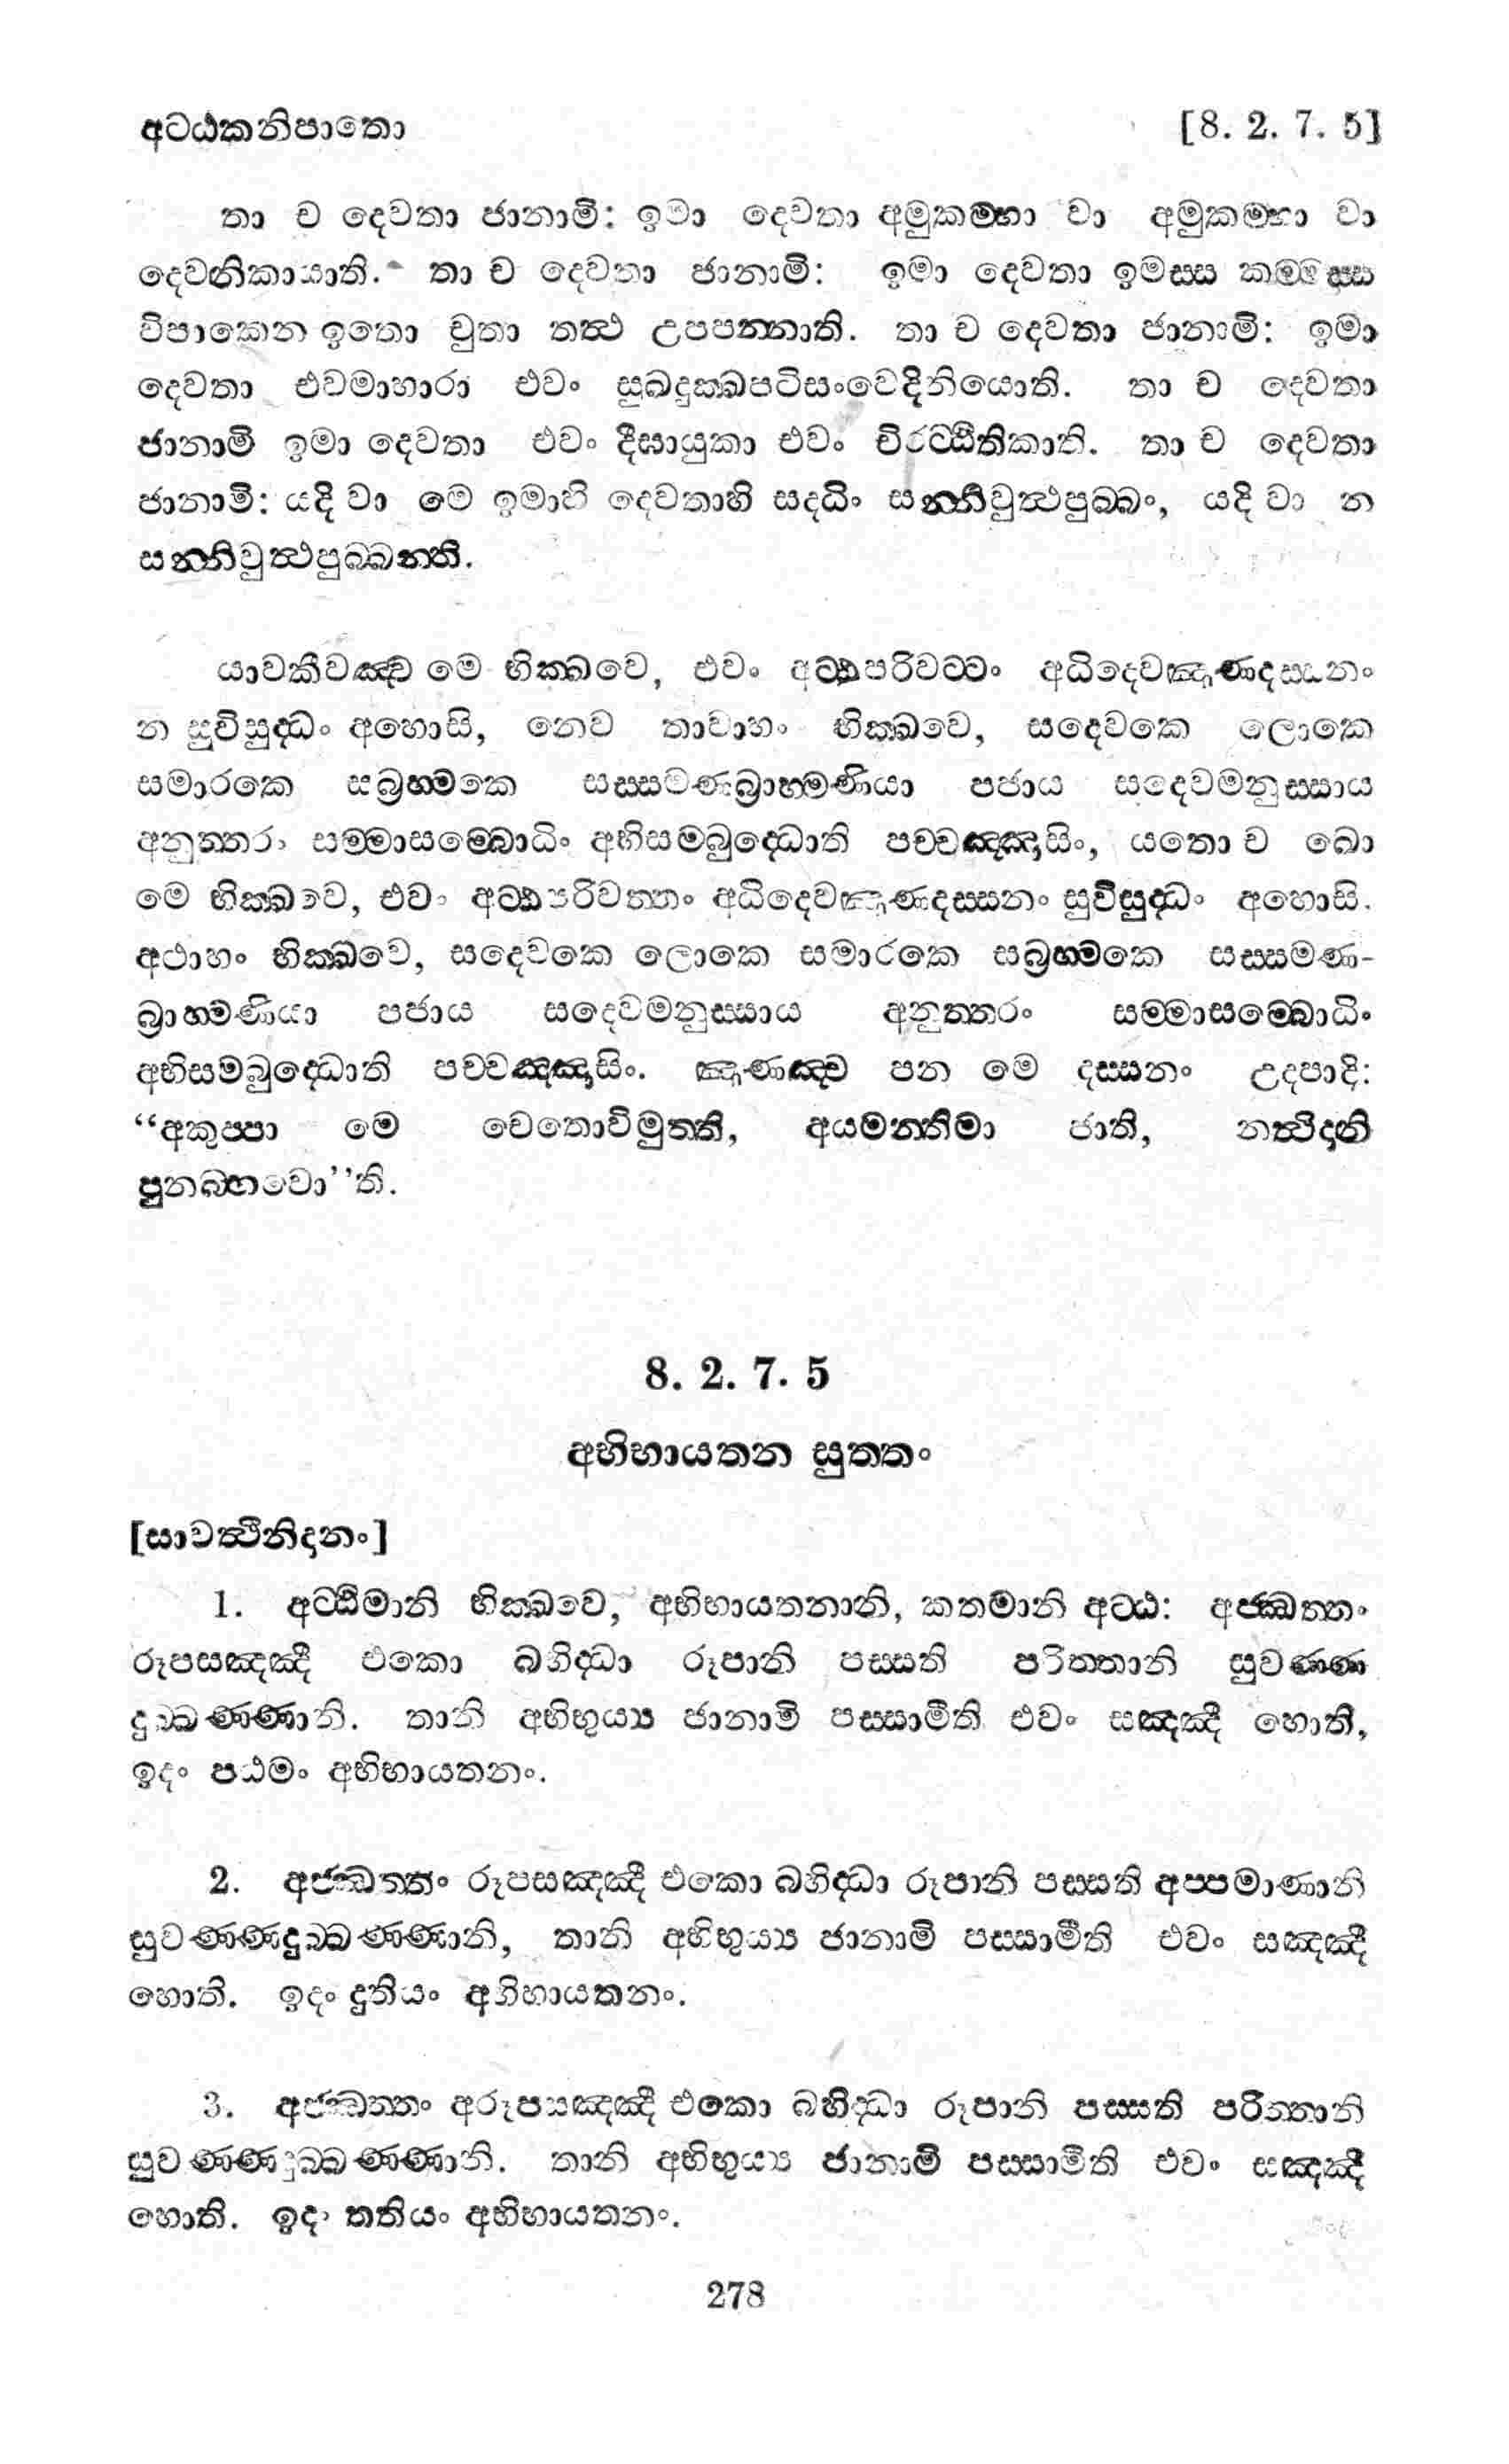 අට්ඨකනිපාතො [8. 2. 7. 5]
තා ච දෙවතා ජානාමි: ඉමා දෙවතා අමුකම්හා වා අමුකම්හා වා
දෙවනිකායාති. තා ච දෙවතා ජානාමි: ඉමා දෙවතා ඉමස්ස කම්මස්ස
විපාකෙන ඉතො චුතා තත්ථ උපපන්නාති. තා ච දෙවතා ජානාමි: ඉමා
දෙවතා එවමාහාරා එවං සුඛදුක්ඛපටිසංවෙදිනියොති. තා ච දෙවතා
ජානාමි ඉමා දෙවතා එවං දීඝායුකා එවං චිරට්ඨිතිකාති. තා ච දෙවතා
ජානාමි: යදි වා මෙ ඉමාහි දෙවතාහි සද්ධිං සන්නිවුත්ථපුබ්බං, යදි වා න
සන්නිවුත්ථපුබ්බන්ති.
යාවකීවඤ්ච මෙ භික්ඛවෙ, එවං අට්ඨපරිවට්ටං අධිදෙවඤාණදස්සනං
න සුවිසුද්ධං අහොසි, නෙව තාවාහං භික්ඛවෙ, සදෙවකෙ ලොකෙ
සමාරකෙ සබ්‍රහ්මකෙ සස්සමණබ්‍රාහ්මණියා පජාය සදෙවමනුස්සාය
අනුත්තරං සම්මාසම්බොධිං අභිසම්බුද්ධොති පච්චඤ්ඤාසිං, යතො ච ඛො
මෙ භික්ඛවෙ, එවං අට්ඨපරිවත්තං අධිදෙවඤාණදස්සනං සුවිසුද්ධං අහොසි.
අථාහං භික්ඛවෙ, සදෙවකෙ ලොකෙ සමාරකෙ සබ්‍රහ්මකෙ සස්සමණ-
බ්‍රාහ්මණියා පජාය සදෙවමනුස්සාය අනුත්තරං සම්මාසම්බොධිං
අභිසම්බුද්ධොති පච්චඤ්ඤාසිං. ඤාණඤ්ච පන මෙ දස්සනං උදපාදි:
“අකුප්පා මෙ චෙතොවිමුත්ති, අයමන්තිමා ජාති, නත්ථිදානි
පුනබ්භවො’’ති.
8. 2. 7. 5
අභිභායතන සුත්තං
[සාවත්ථිනිදානං]
1. අට්ඨිමානි භික්ඛවෙ, අභිභායතනානි, කතමානි අට්ඨ: අජ්ඣත්තං
රූපසඤ්ඤී එකො බහිද්ධා රූපානි පස්සති පරිත්තානි සුවණ්ණ
දුබ්බණ්ණානි. තානි අභිභුය්‍ය ජානාමි පස්සාමීති එවං සඤ්ඤී හොති,
ඉදං පඨමං අභිභායතනං.
2. අජ්ඣත්තං රූපසඤ්ඤී එකො බහිද්ධා රූපානි පස්සති අප්පමාණානි
සුවණ්ණදුබ්බණ්ණානි, තානි අභිභුය්‍ය ජානාමි පස්සාමීති එවං සඤ්ඤී
හොති. ඉදං දුතියං අභිභායතනං.
3. අජ්ඣත්තං අරූපසඤ්ඤී එකො බහිද්ධා රූපානි පස්සති පරිත්තානි
සුවණ්ණදුබ්බණ්ණානි. තානි අභිභුය්‍ය ජානාමි පස්සාමීති එවං සඤ්ඤී
හොති. ඉදං තතියං අභිභායතනං.
278